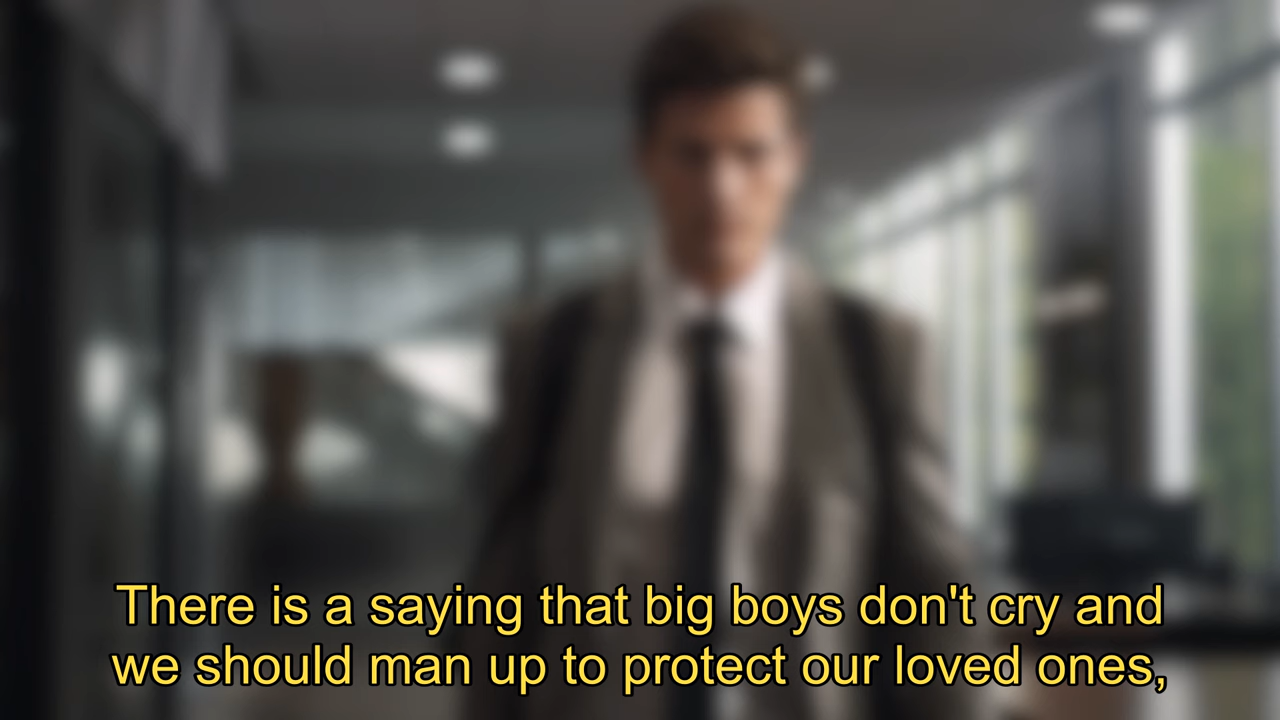 There is a saying that big boys don't cry and
we should man up to protect our loved ones,